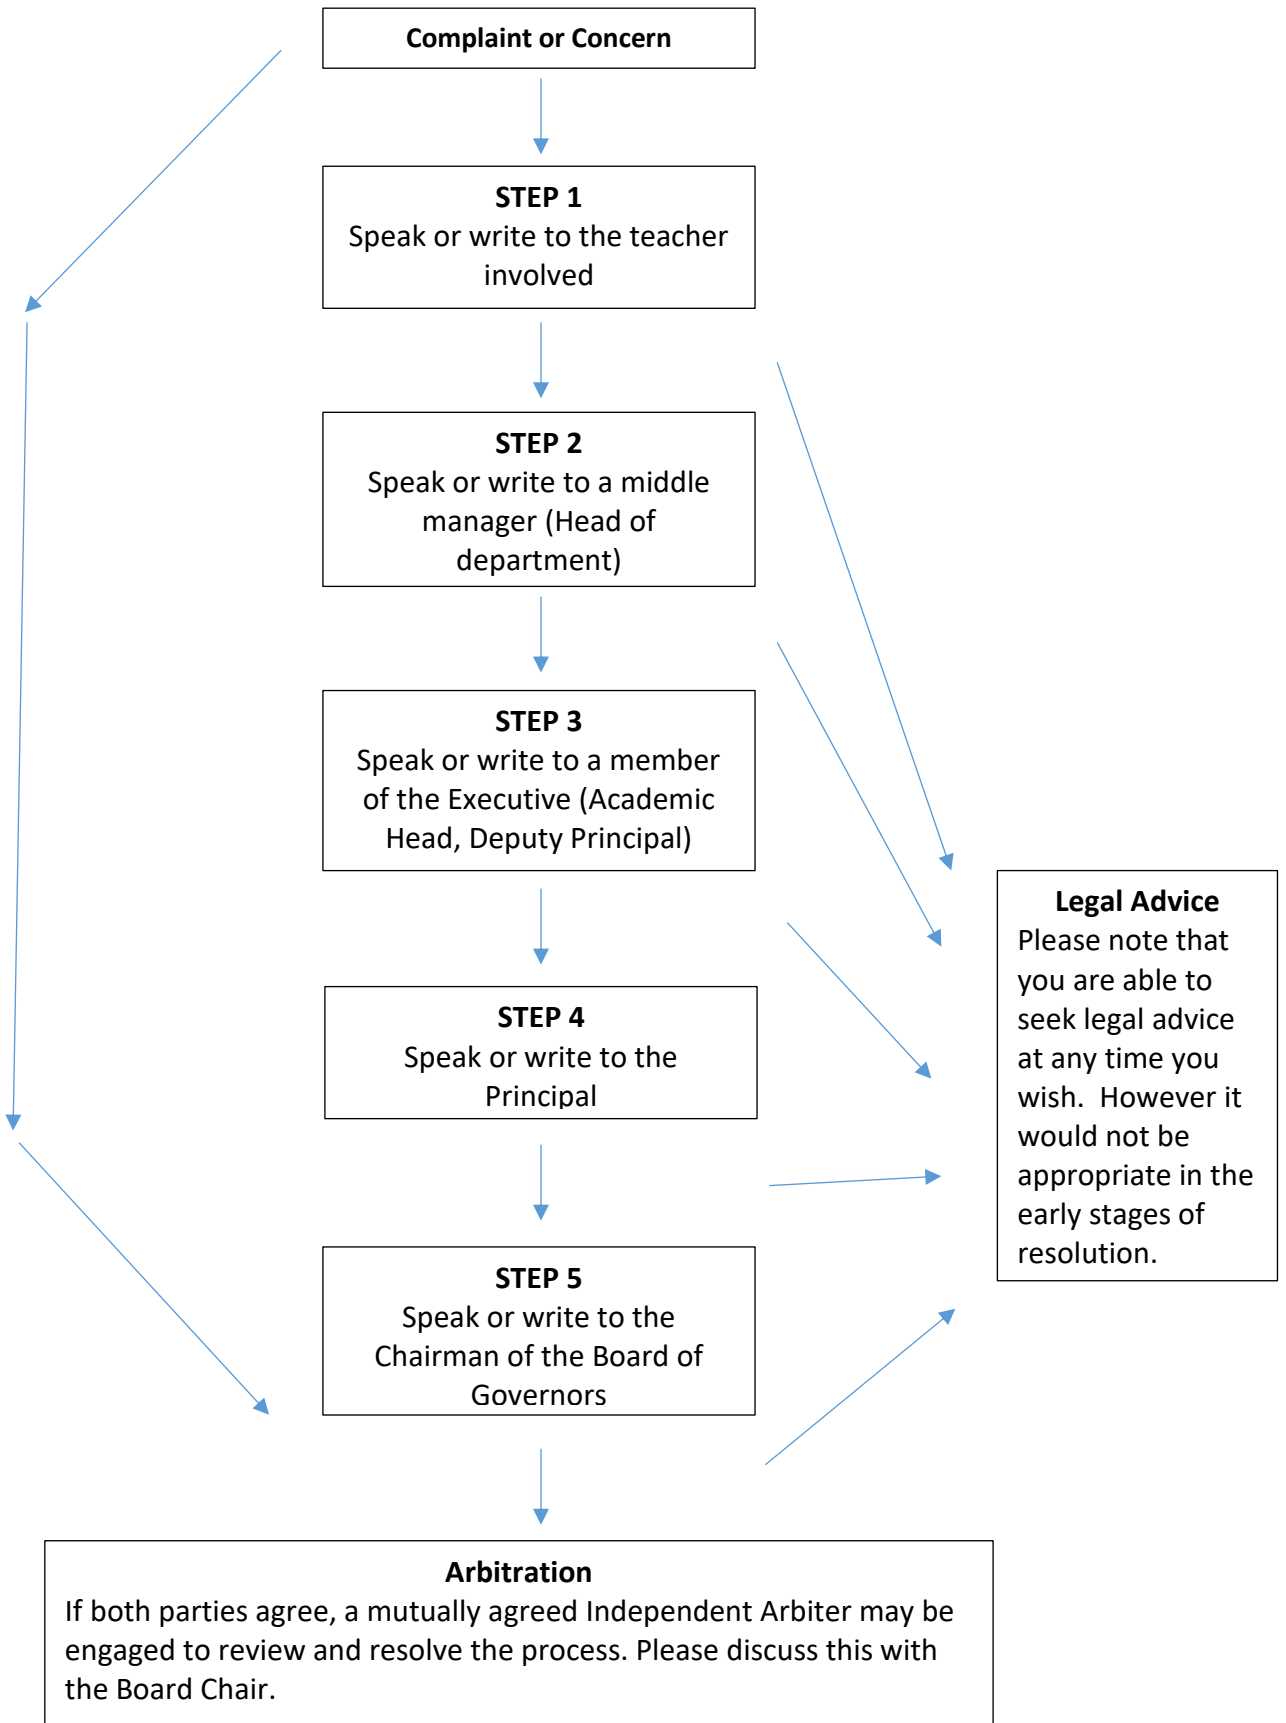 Complaint or Concern
STEP 1
Speak or write to the teacher
involved
STEP 2
Speak or write to a middle
manager (Head of
department)
STEP 3
Speak or write to a member
of the Executive (Academic
Head, Deputy Principal)
STEP 4
Speak or write to the
Principal
STEP 5
Speak or write to the
Chairman of the Board of
Governors
Legal Advice
Please note that
you are able to
seek legal advice
at any time you
wish.  However it
would not be
appropriate in the
early stages of
resolution.
Arbitration
If both parties agree, a mutually agreed Independent Arbiter may be
engaged to review and resolve the process. Please discuss this with
the Board Chair.